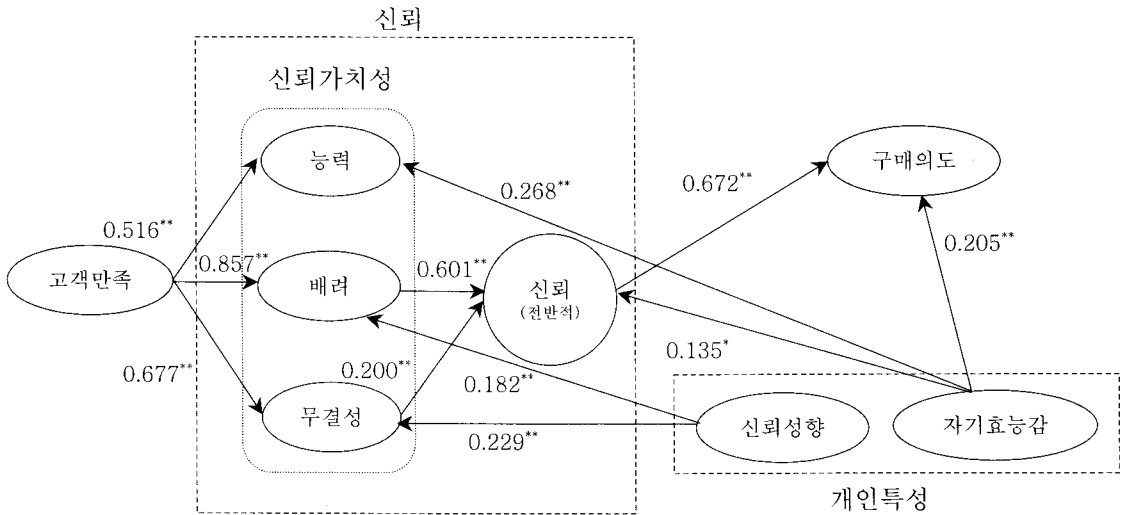 신뢰
신뢰가치성
능력
구매의도
0.268**
0.672**
0.516**
0.205**
고객만족
0.857**
배려
0.601**
신뢰
(전반적)
0.677**
0.200**
0.182**
0.135*
무결성
0.229**
신뢰성향
자기효능감
개인특성